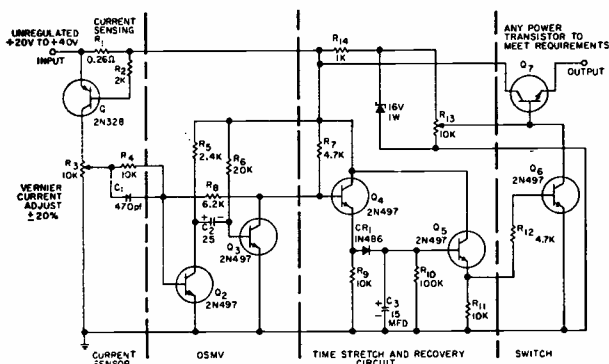 CURRENT
SENSING
UNREGULATED
+20V TO +40V
INPUT
R1
0.26Ω
R2
2K
Q
2N328
R3
10K
R4
10K
VERNIER
CURRENT
ADJUST
±20%
C1
470pf
R5
2.4K
R6
20K
R8
6.2K
C2
25
+
-
Q3
2N497
Q2
2N497
R14
1K
16V
1W
R13
10K
R7
4.7K
Q4
2N497
CR1
1N486
Q5
2N497
R9
10K
C3
15
MFD
+
-
R10
100K
R11
10K
ANY POWER
TRANSISTOR TO
MEET REQUIREMENTS
Q7
OUTPUT
Q6
2N497
R12
4.7K
CURRENT
SENSOR
OSMV
TIME STRETCH AND RECOVERY
CIRCUIT
SWITCH